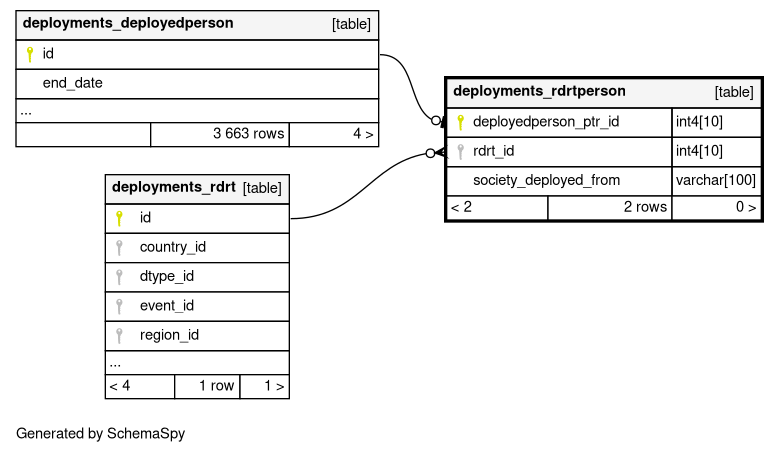 deployments_deployedperson [table]
id
end_date
...
3 663 rows 4 >
deployments_rdrtperson [table]
deployedperson_ptr_id int4[10]
rdrt_id int4[10]
society_deployed_from varchar[100]
< 2 2 rows 0 >
deployments_rdrt [table]
id
country_id
dtype_id
event_id
region_id
...
< 4 1 row 1 >
Generated by SchemaSpy